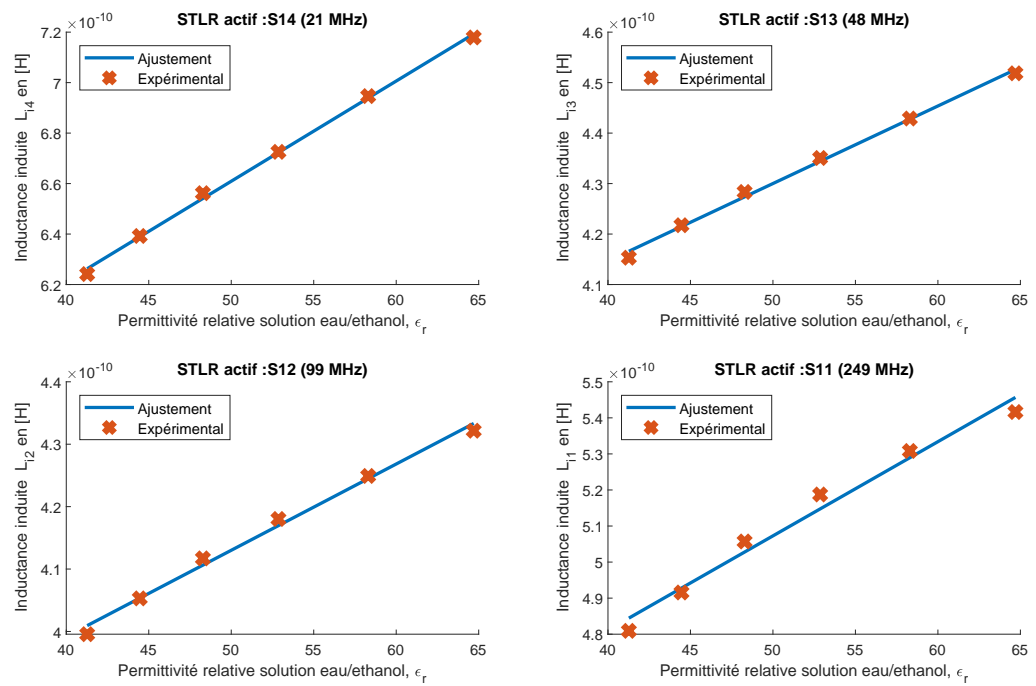 STLR actif :S14 (21 MHz)
×10⁻¹⁰
Inductance induite L_i4 en [H]
7.2
7
6.8
6.6
6.4
6.2
Ajustement
Expérimental
40 45 50 55 60 65
Permittivité relative solution eau/ethanol, ϵ_r
STLR actif :S13 (48 MHz)
×10⁻¹⁰
Inductance induite L_i3 en [H]
4.6
4.5
4.4
4.3
4.2
4.1
Ajustement
Expérimental
40 45 50 55 60 65
Permittivité relative solution eau/ethanol, ϵ_r
STLR actif :S12 (99 MHz)
×10⁻¹⁰
Inductance induite L_i2 en [H]
4.4
4.3
4.2
4.1
4
Ajustement
Expérimental
40 45 50 55 60 65
Permittivité relative solution eau/ethanol, ϵ_r
STLR actif :S11 (249 MHz)
×10⁻¹⁰
Inductance induite L_i1 en [H]
5.5
5.4
5.3
5.2
5.1
5
4.9
4.8
Ajustement
Expérimental
40 45 50 55 60 65
Permittivité relative solution eau/ethanol, ϵ_r